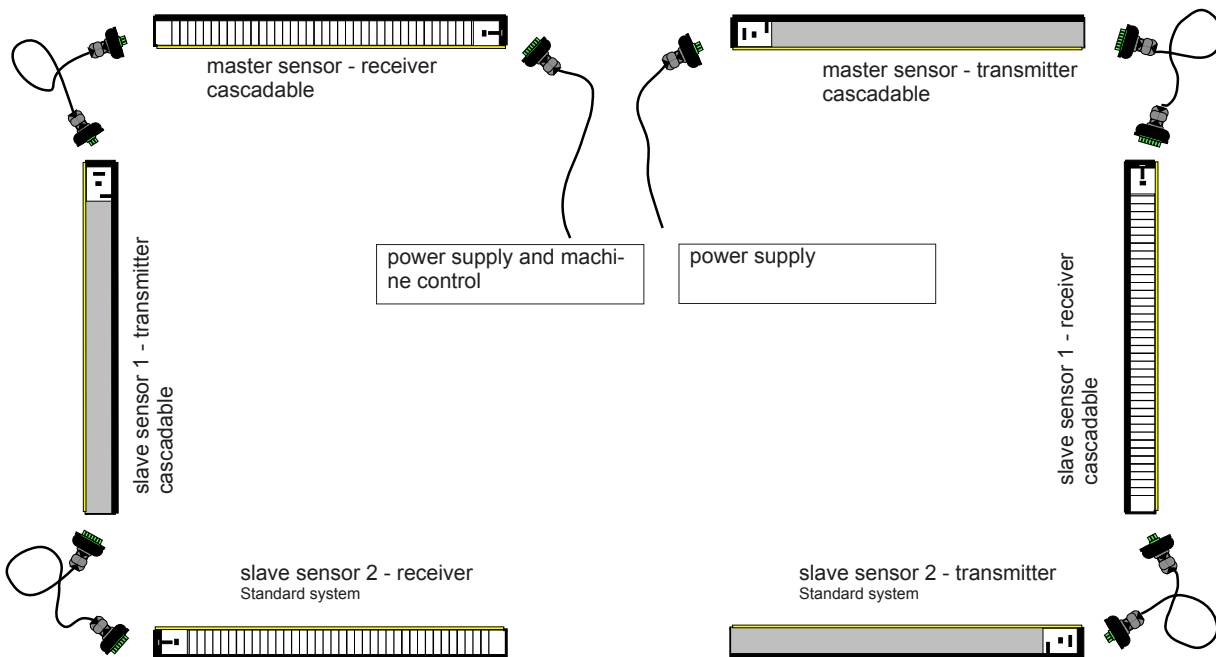 master sensor - receiver
cascadable
master sensor - transmitter
cascadable
power supply and machi-
ne control
power supply
slave sensor 1 - transmitter
cascadable
slave sensor 1 - receiver
cascadable
slave sensor 2 - receiver
Standard system
slave sensor 2 - transmitter
Standard system